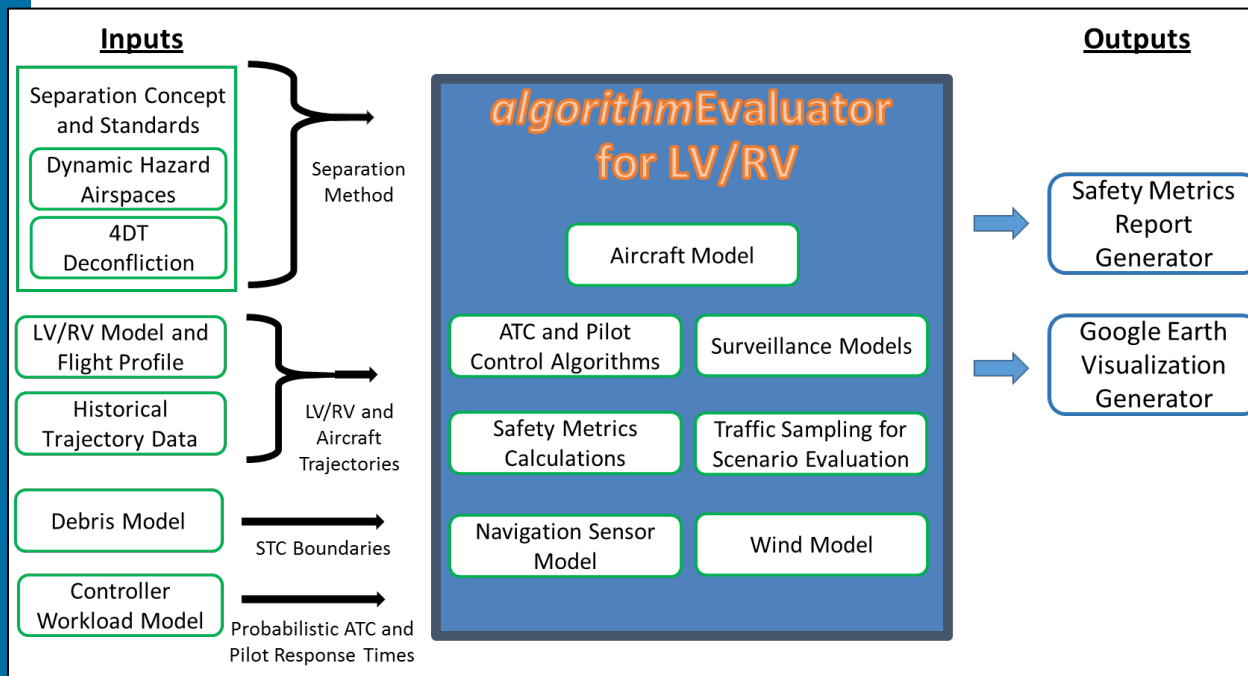 Inputs
Separation Concept
and Standards
Dynamic Hazard
Airspaces
4DT
Deconfliction
Separation
Method
LV/RV Model and
Flight Profile
Historical
Trajectory Data
LV/RV and
Aircraft
Trajectories
Debris Model
STC Boundaries
Controller
Workload Model
Probabilistic ATC and
Pilot Response Times
algorithmEvaluator
for LV/RV
Aircraft Model
ATC and Pilot
Control Algorithms
Surveillance Models
Safety Metrics
Calculations
Traffic Sampling for
Scenario Evaluation
Navigation Sensor
Model
Wind Model
Outputs
Safety Metrics
Report
Generator
Google Earth
Visualization
Generator